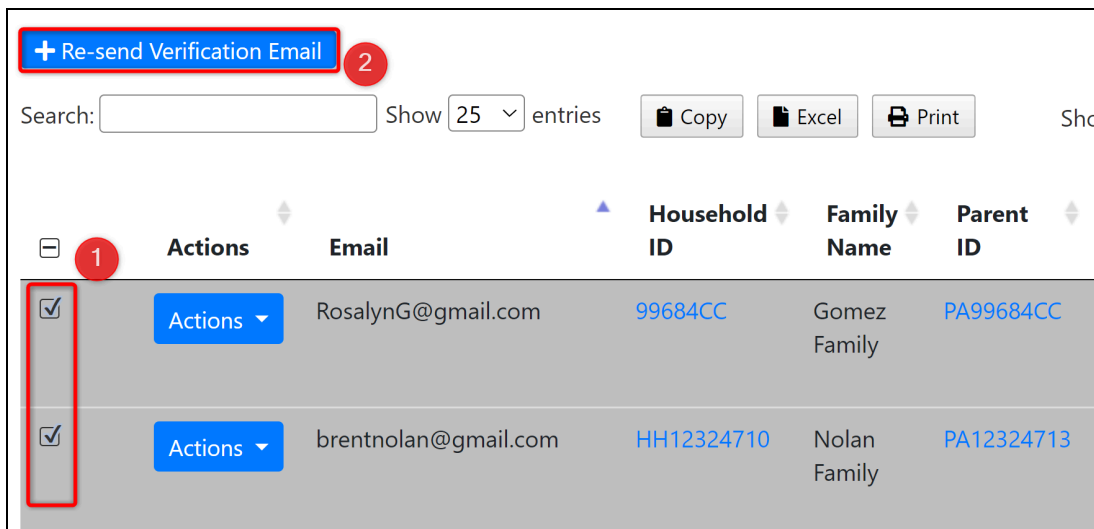 Re-send Verification Email
2
Search: Show 25 entries Copy Excel Print Sho
Household Family Parent
1 Actions Email ID Name ID
Actions RosalynG@gmail.com 99684CC Gomez PA99684CC
Family
Actions brentnolan@gmail.com HH12324710 Nolan PA12324713
Family